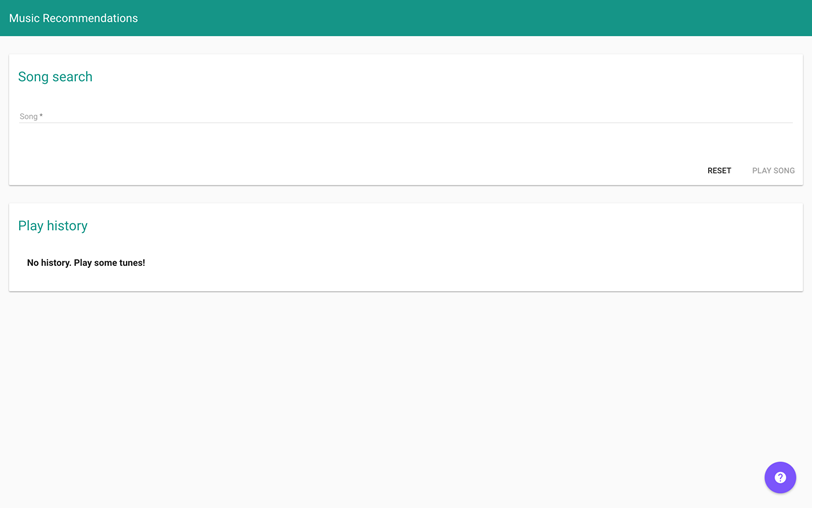 Music Recommendations
Song search
Song *
RESET PLAY SONG
Play history
No history. Play some tunes!
?